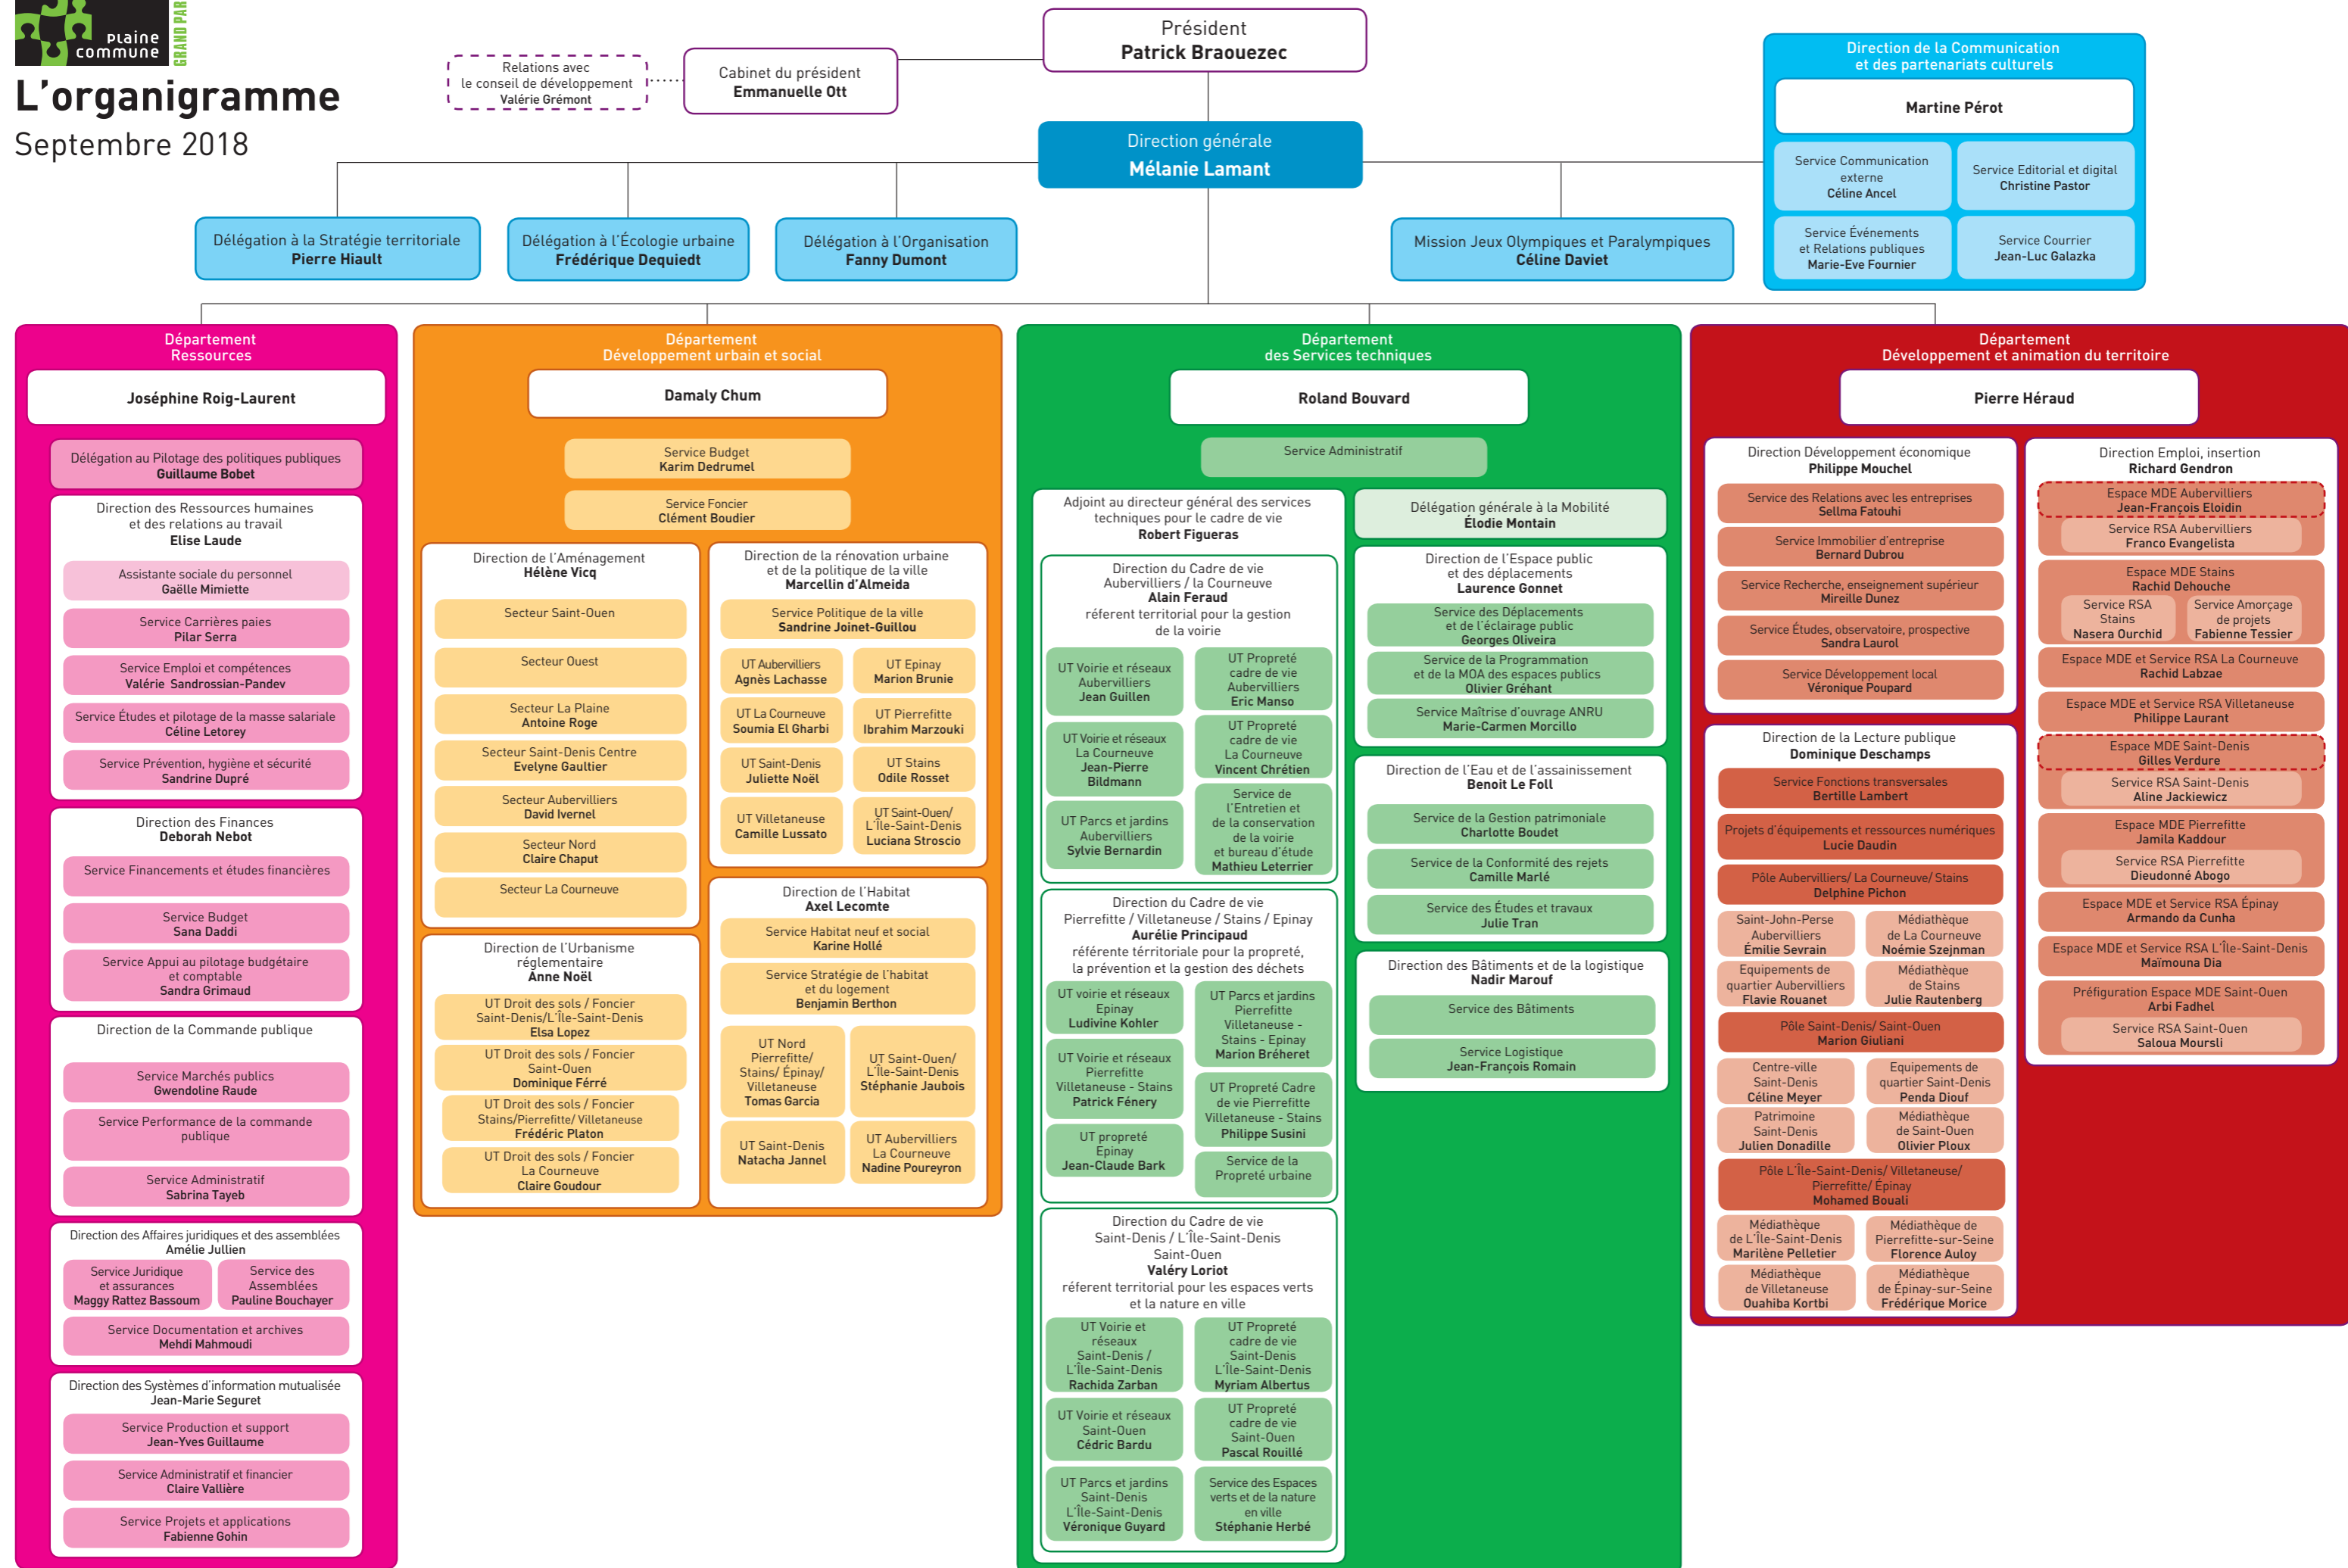 plaine
commune
GRAND PAR
L'organigramme
Septembre 2018
Relations avec
le conseil de développement
Valérie Grémont
Cabinet du président
Emmanuelle Ott
Président
Patrick Braouezec
Direction générale
Mélanie Lamant
Direction de la Communication
et des partenariats culturels
Martine Pérot
Service Communication
externe
Céline Ancel
Service Editorial et digital
Christine Pastor
Service Événements
et Relations publiques
Marie-Eve Fournier
Service Courrier
Jean-Luc Galazka
Délégation à la Stratégie territoriale
Pierre Hiault
Délégation à l'Écologie urbaine
Frédérique Dequiedt
Délégation à l'Organisation
Fanny Dumont
Mission Jeux Olympiques et Paralympiques
Céline Daviet
Département
Ressources
Joséphine Roig-Laurent
Délégation au Pilotage des politiques publiques
Guillaume Bobet
Direction des Ressources humaines
et des relations au travail
Elise Laude
Assistante sociale du personnel
Gaëlle Mimiette
Service Carrières paies
Pilar Serra
Service Emploi et compétences
Valérie Sandrossian-Pandev
Service Études et pilotage de la masse salariale
Céline Letorey
Service Prévention, hygiène et sécurité
Sandrine Dupré
Direction des Finances
Deborah Nebot
Service Financements et études financières
Service Budget
Sana Daddi
Service Appui au pilotage budgétaire
et comptable
Sandra Grimaud
Direction de la Commande publique
Service Marchés publics
Gwendoline Raude
Service Performance de la commande
publique
Service Administratif
Sabrina Tayeb
Direction des Affaires juridiques et des assemblées
Amélie Jullien
Service Juridique
et assurances
Maggy Rattez Bassoum
Service des
Assemblées
Pauline Bouchayer
Service Documentation et archives
Mehdi Mahmoudi
Direction des Systèmes d'information mutualisée
Jean-Marie Seguret
Service Production et support
Jean-Yves Guillaume
Service Administratif et financier
Claire Vallière
Service Projets et applications
Fabienne Gohin
Département
Développement urbain et social
Damaly Chum
Service Budget
Karim Dedrumel
Service Foncier
Clément Boudier
Direction de l'Aménagement
Hélène Vicq
Secteur Saint-Ouen
Secteur Ouest
Secteur La Plaine
Antoine Roge
Secteur Saint-Denis Centre
Evelyne Gaultier
Secteur Aubervilliers
David Ivernel
Secteur Nord
Claire Chaput
Secteur La Courneuve
Direction de l'Urbanisme
réglementaire
Anne Noël
UT Droit des sols / Foncier
Saint-Denis/L'Île-Saint-Denis
Elsa Lopez
UT Droit des sols / Foncier
Saint-Ouen
Dominique Férré
UT Droit des sols / Foncier
Stains/Pierrefitte/ Villetaneuse
Frédéric Platon
UT Droit des sols / Foncier
La Courneuve
Claire Goudour
Direction de la rénovation urbaine
et de la politique de la ville
Marcellin d'Almeida
Service Politique de la ville
Sandrine Joinet-Guillou
UT Aubervilliers
Agnès Lachasse
UT Epinay
Marion Brunie
UT La Courneuve
Soumia El Gharbi
UT Pierrefitte
Ibrahim Marzouki
UT Saint-Denis
Juliette Noël
UT Stains
Odile Rosset
UT Villetaneuse
Camille Lussato
UT Saint-Ouen/
L'Île-Saint-Denis
Luciana Stroscio
Direction de l'Habitat
Axel Lecomte
Service Habitat neuf et social
Karine Hollé
Service Stratégie de l'habitat
et du logement
Benjamin Berthon
UT Nord
Pierrefitte/
Stains/ Épinay/
Villetaneuse
Tomas Garcia
UT Saint-Ouen/
L'Île-Saint-Denis
Stéphanie Jaubois
UT Saint-Denis
Natacha Jannel
UT Aubervilliers
La Courneuve
Nadine Poureyron
Département
des Services techniques
Roland Bouvard
Service Administratif
Adjoint au directeur général des services
techniques pour le cadre de vie
Robert Figueras
Direction du Cadre de vie
Aubervilliers / la Courneuve
Alain Feraud
réferent territorial pour la gestion
de la voirie
UT Voirie et réseaux
Aubervilliers
Jean Guillen
UT Propreté
cadre de vie
Aubervilliers
Eric Manso
UT Voirie et réseaux
La Courneuve
Jean-Pierre
Bildmann
UT Propreté
cadre de vie
La Courneuve
Vincent Chrétien
UT Parcs et jardins
Aubervilliers
Sylvie Bernardin
Service de
l'Entretien et
de la conservation
de la voirie
et bureau d'étude
Mathieu Leterrier
Direction du Cadre de vie
Pierrefitte / Villetaneuse / Stains / Epinay
Aurélie Principaud
référente térritoriale pour la propreté,
la prévention et la gestion des déchets
UT voirie et réseaux
Epinay
Ludivine Kohler
UT Parcs et jardins
Pierrefitte
Villetaneuse -
Stains - Epinay
Marion Bréheret
UT Voirie et réseaux
Pierrefitte
Villetaneuse - Stains
Patrick Fénery
UT Propreté Cadre
de vie Pierrefitte
Villetaneuse - Stains
Philippe Susini
UT propreté
Epinay
Jean-Claude Bark
Service de la
Propreté urbaine
Direction du Cadre de vie
Saint-Denis / L'Île-Saint-Denis
Saint-Ouen
Valéry Loriot
réferent territorial pour les espaces verts
et la nature en ville
UT Voirie et
réseaux
Saint-Denis /
L'Île-Saint-Denis
Rachida Zarban
UT Propreté
cadre de vie
Saint-Denis
L'Île-Saint-Denis
Myriam Albertus
UT Voirie et réseaux
Saint-Ouen
Cédric Bardu
UT Propreté
cadre de vie
Saint-Ouen
Pascal Rouillé
UT Parcs et jardins
Saint-Denis
L'Île-Saint-Denis
Véronique Guyard
Service des Espaces
verts et de la nature
en ville
Stéphanie Herbé
Délégation générale à la Mobilité
Élodie Montain
Direction de l'Espace public
et des déplacements
Laurence Gonnet
Service des Déplacements
et de l'éclairage public
Georges Oliveira
Service de la Programmation
et de la MOA des espaces publics
Olivier Gréhant
Service Maîtrise d'ouvrage ANRU
Marie-Carmen Morcillo
Direction de l'Eau et de l'assainissement
Benoit Le Foll
Service de la Gestion patrimoniale
Charlotte Boudet
Service de la Conformité des rejets
Camille Marlé
Service des Études et travaux
Julie Tran
Direction des Bâtiments et de la logistique
Nadir Marouf
Service des Bâtiments
Service Logistique
Jean-François Romain
Département
Développement et animation du territoire
Pierre Héraud
Direction Développement économique
Philippe Mouchel
Service des Relations avec les entreprises
Sellma Fatouhi
Service Immobilier d'entreprise
Bernard Dubrou
Service Recherche, enseignement supérieur
Mireille Dunez
Service Études, observatoire, prospective
Sandra Laurol
Service Développement local
Véronique Poupard
Direction de la Lecture publique
Dominique Deschamps
Service Fonctions transversales
Bertille Lambert
Projets d'équipements et ressources numériques
Lucie Daudin
Pôle Aubervilliers/ La Courneuve/ Stains
Delphine Pichon
Saint-John-Perse
Aubervilliers
Émilie Sevrain
Médiathèque
de La Courneuve
Noémie Szejnman
Equipements de
quartier Aubervilliers
Flavie Rouanet
Médiathèque
de Stains
Julie Rautenberg
Pôle Saint-Denis/ Saint-Ouen
Marion Giuliani
Centre-ville
Saint-Denis
Céline Meyer
Equipements de
quartier Saint-Denis
Penda Diouf
Patrimoine
Saint-Denis
Julien Donadille
Médiathèque
de Saint-Ouen
Olivier Ploux
Pôle L'Île-Saint-Denis/ Villetaneuse/
Pierrefitte/ Épinay
Mohamed Bouali
Médiathèque
de L'Île-Saint-Denis
Marilène Pelletier
Médiathèque de
Pierrefitte-sur-Seine
Florence Auloy
Médiathèque
de Villetaneuse
Ouahiba Kortbi
Médiathèque
de Épinay-sur-Seine
Frédérique Morice
Direction Emploi, insertion
Richard Gendron
Espace MDE Aubervilliers
Jean-François Eloidin
Service RSA Aubervilliers
Franco Evangelista
Espace MDE Stains
Rachid Dehouche
Service RSA
Stains
Nasera Ourchid
Service Amorçage
de projets
Fabienne Tessier
Espace MDE et Service RSA La Courneuve
Rachid Labzae
Espace MDE et Service RSA Villetaneuse
Philippe Laurant
Espace MDE Saint-Denis
Gilles Verdure
Service RSA Saint-Denis
Aline Jackiewicz
Espace MDE Pierrefitte
Jamila Kaddour
Service RSA Pierrefitte
Dieudonné Abogo
Espace MDE et Service RSA Épinay
Armando da Cunha
Espace MDE et Service RSA L'Île-Saint-Denis
Maïmouna Dia
Préfiguration Espace MDE Saint-Ouen
Arbi Fadhel
Service RSA Saint-Ouen
Saloua Moursli